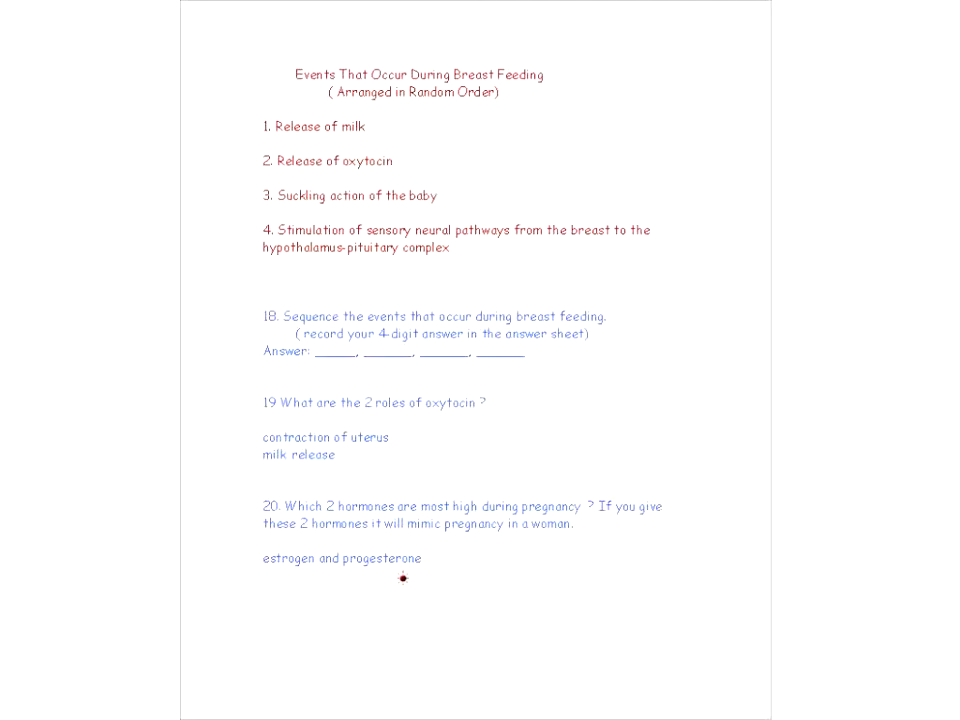 Events That Occur During Breast Feeding
( Arranged in Random Order)
1. Release of milk
2. Release of oxytocin
3. Suckling action of the baby
4. Stimulation of sensory neural pathways from the breast to the
hypothalamus-pituitary complex
18. Sequence the events that occur during breast feeding.
( record your 4-digit answer in the answer sheet)
Answer: _____, ______, ______, ______
19 What are the 2 roles of oxytocin ?
contraction of uterus
milk release
20. Which 2 hormones are most high during pregnancy ? If you give
these 2 hormones it will mimic pregnancy in a woman.
estrogen and progesterone